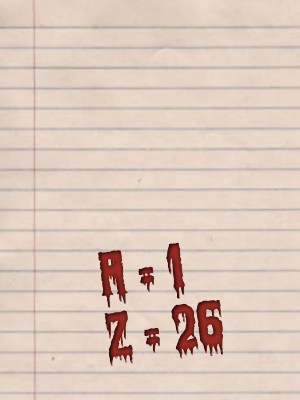 A = 1
Z = 26